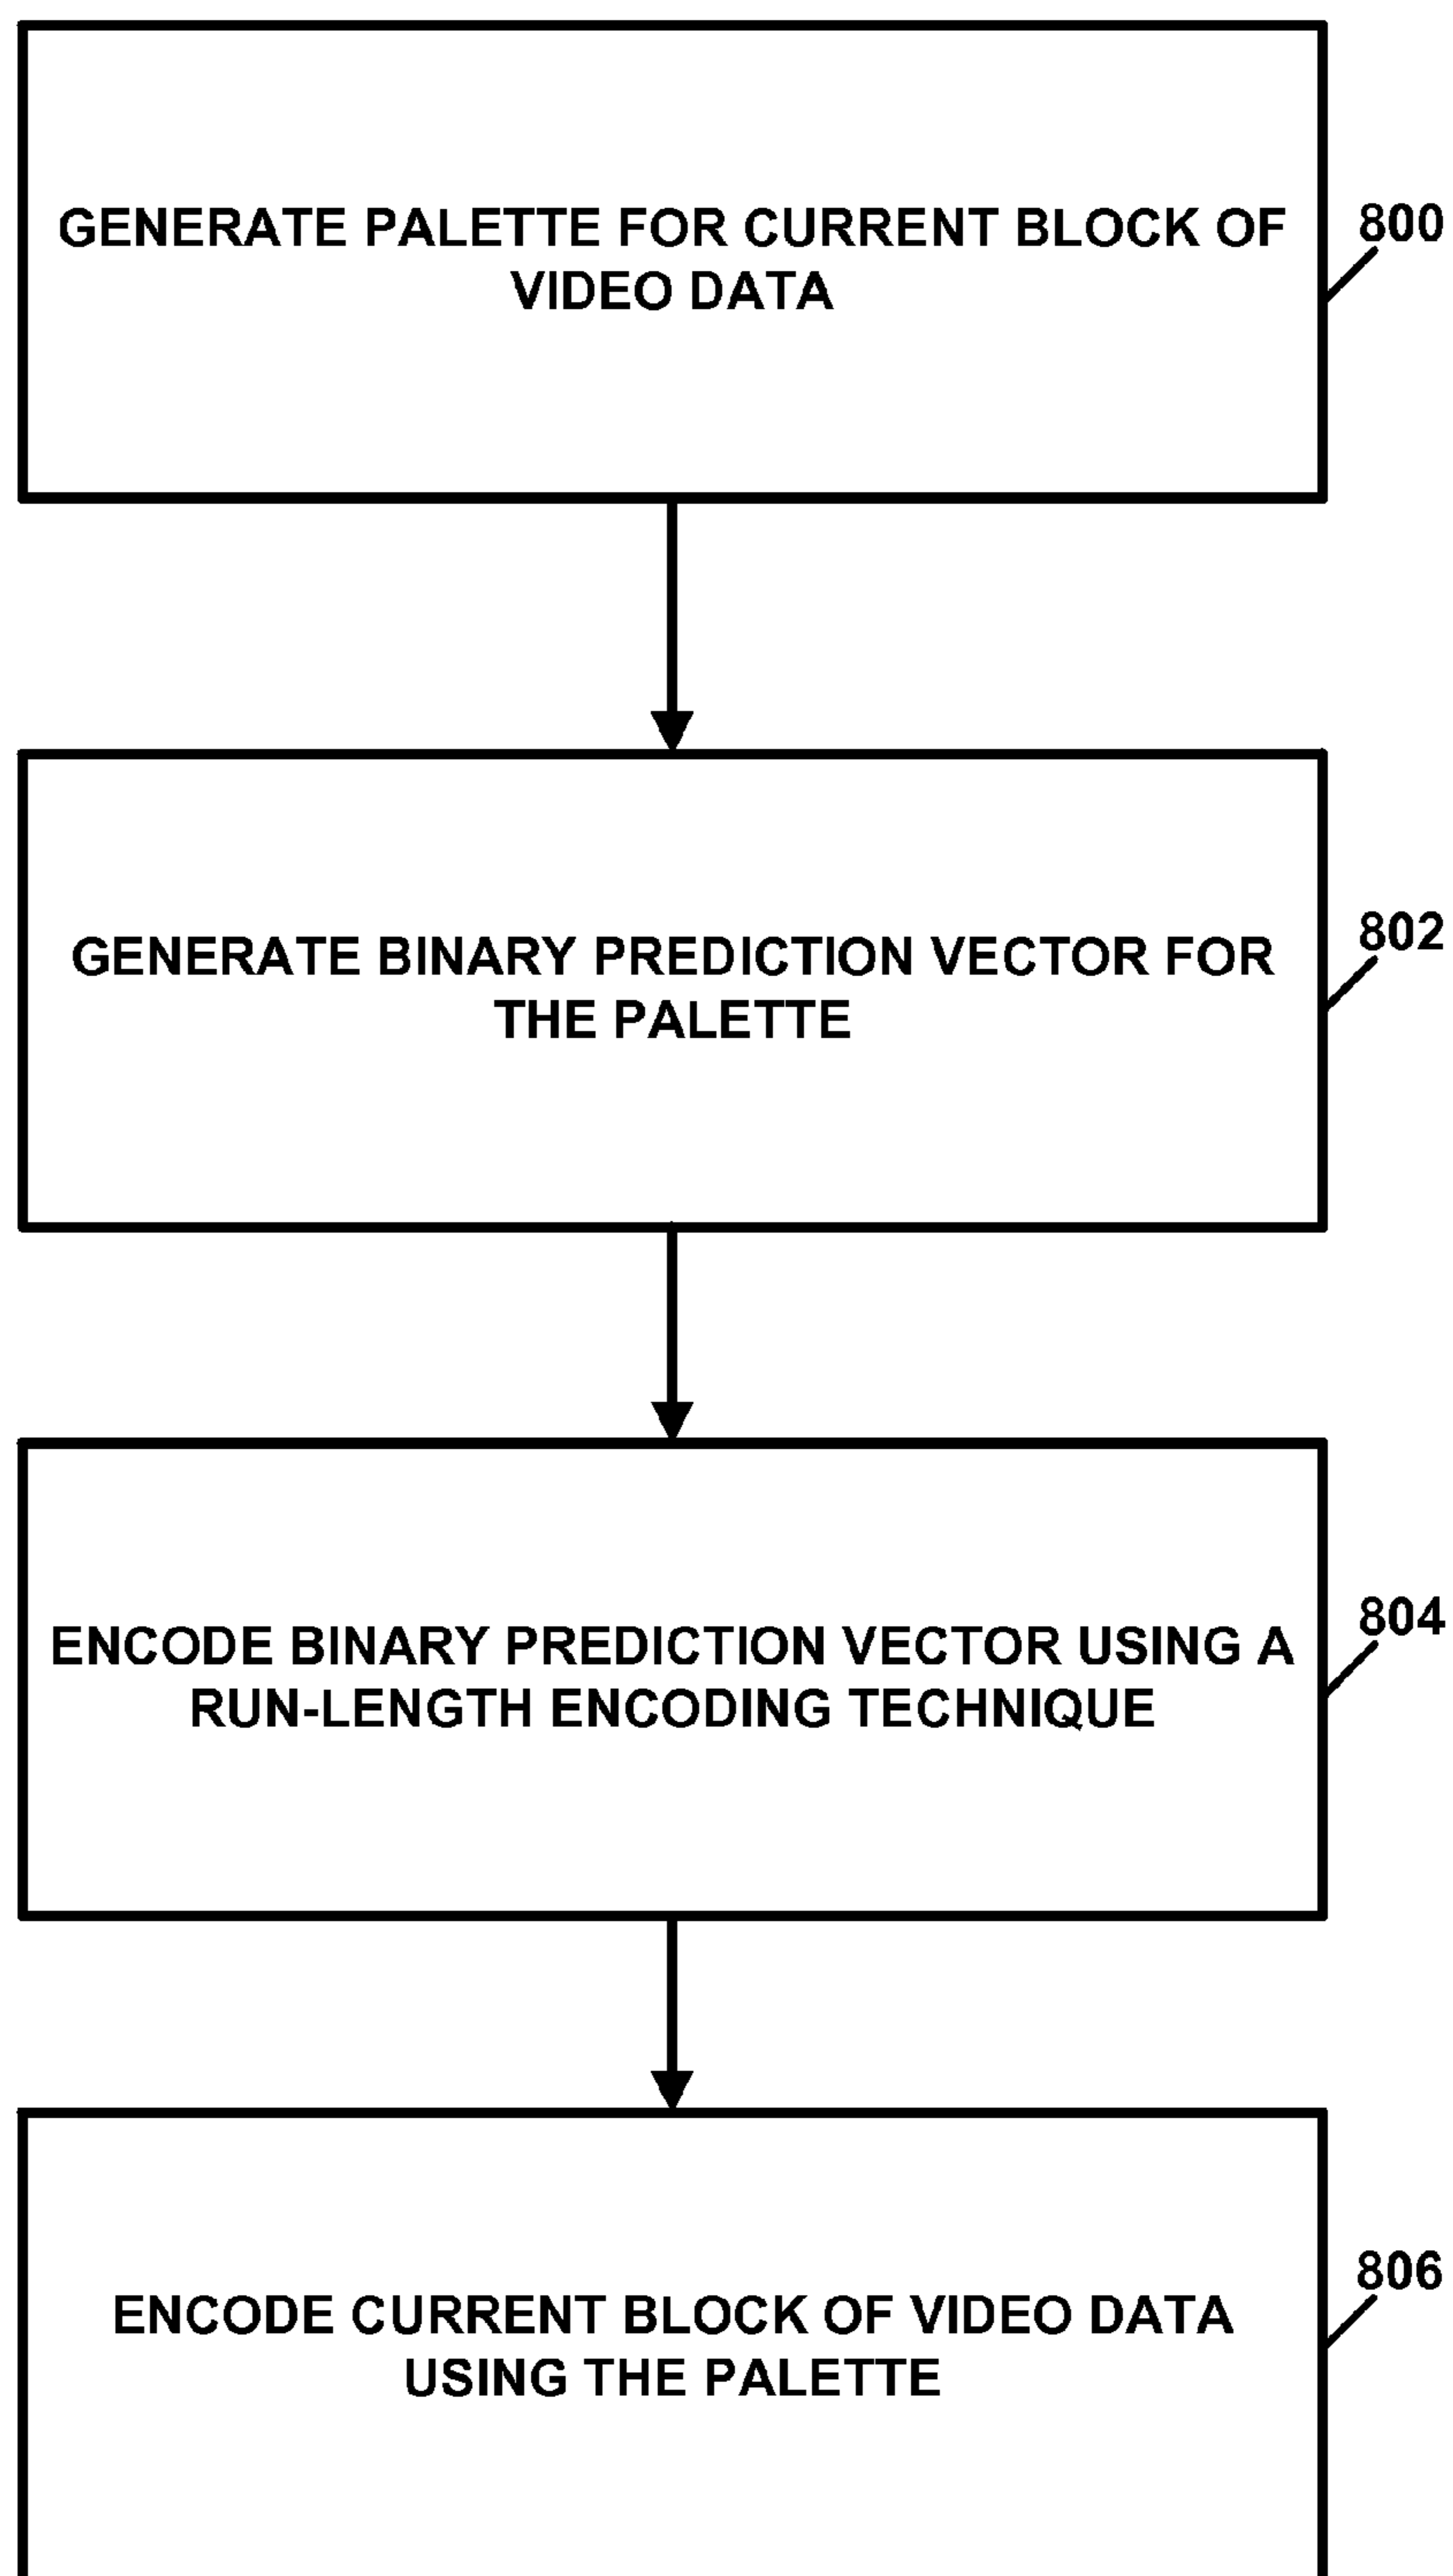 GENERATE PALETTE FOR CURRENT BLOCK OF
VIDEO DATA
800
GENERATE BINARY PREDICTION VECTOR FOR
THE PALETTE
802
ENCODE BINARY PREDICTION VECTOR USING A
RUN-LENGTH ENCODING TECHNIQUE
804
ENCODE CURRENT BLOCK OF VIDEO DATA
USING THE PALETTE
806